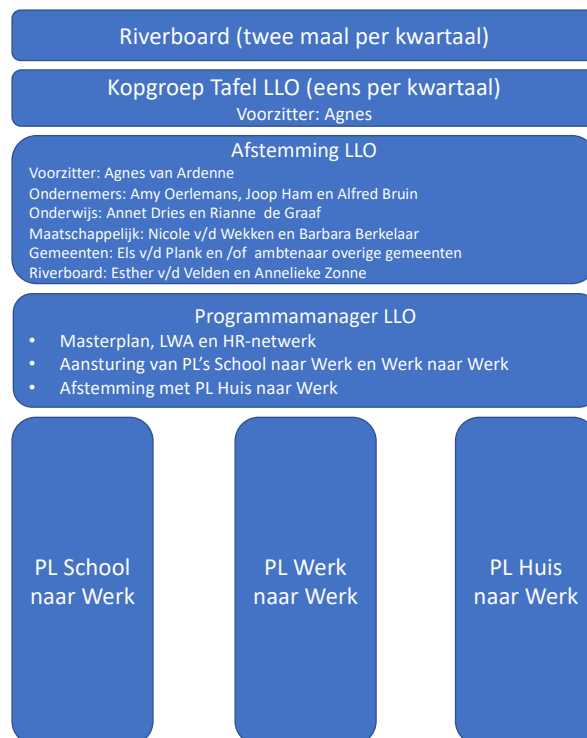 Riverboard (twee maal per kwartaal)
Kopgroep Tafel LLO (eens per kwartaal)
Voorzitter: Agnes
Afstemming LLO
Voorzitter: Agnes van Ardenne
Ondernemers: Amy Oerlemans, Joop Ham en Alfred Bruin
Onderwijs: Annet Dries en Rianne  de Graaf
Maatschappelijk: Nicole v/d Wekken en Barbara Berkelaar
Gemeenten: Els v/d Plank en /of  ambtenaar overige gemeenten
Riverboard: Esther v/d Velden en Annelieke Zonne
Programmamanager LLO
• Masterplan, LWA en HR-netwerk
• Aansturing van PL’s School naar Werk en Werk naar Werk
• Afstemming met PL Huis naar Werk
PL School
naar Werk
PL Werk
naar Werk
PL Huis
naar Werk